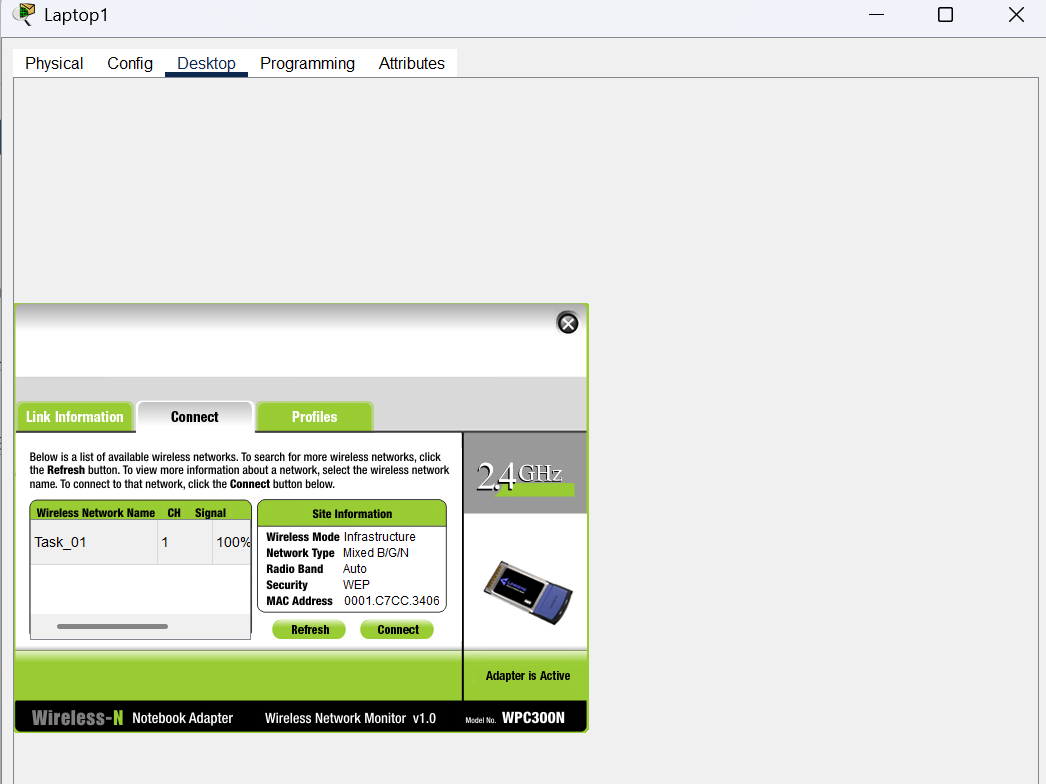 Laptop1
Physical Config Desktop Programming Attributes
Link Information Connect Profiles
Below is a list of available wireless networks. To search for more wireless networks, click
the Refresh button. To view more information about a network, select the wireless network
name. To connect to that network, click the Connect button below.
2.4GHz
Wireless Network Name CH Signal
Task_01 1 100%
Site Information
Wireless Mode Infrastructure
Network Type Mixed B/G/N
Radio Band Auto
Security WEP
MAC Address 0001.C7CC.3406
Refresh Connect
Adapter is Active
Wireless-N Notebook Adapter Wireless Network Monitor v1.0 Model No. WPC300N